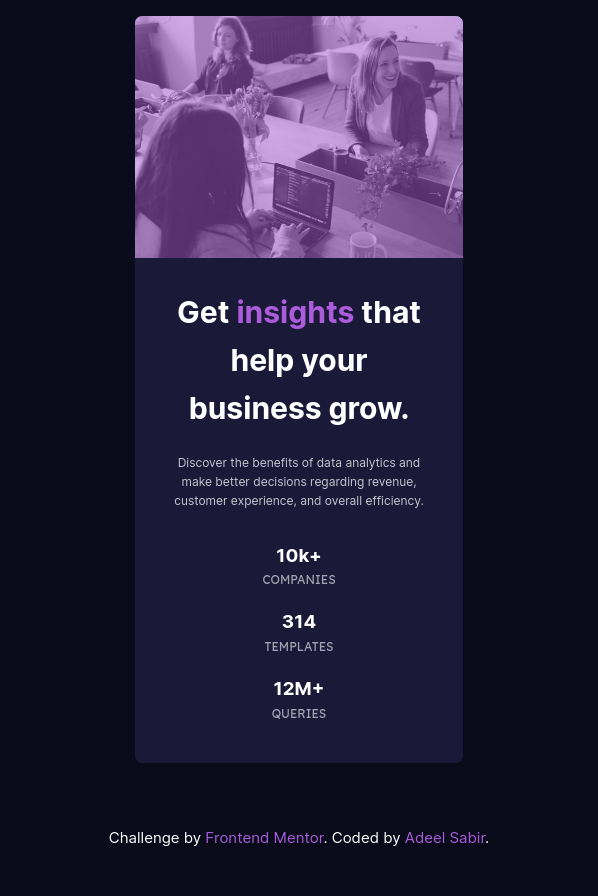 Get insights that
help your
business grow.
Discover the benefits of data analytics and
make better decisions regarding revenue,
customer experience, and overall efficiency.
10k+
COMPANIES
314
TEMPLATES
12M+
QUERIES
Challenge by Frontend Mentor. Coded by Adeel Sabir.